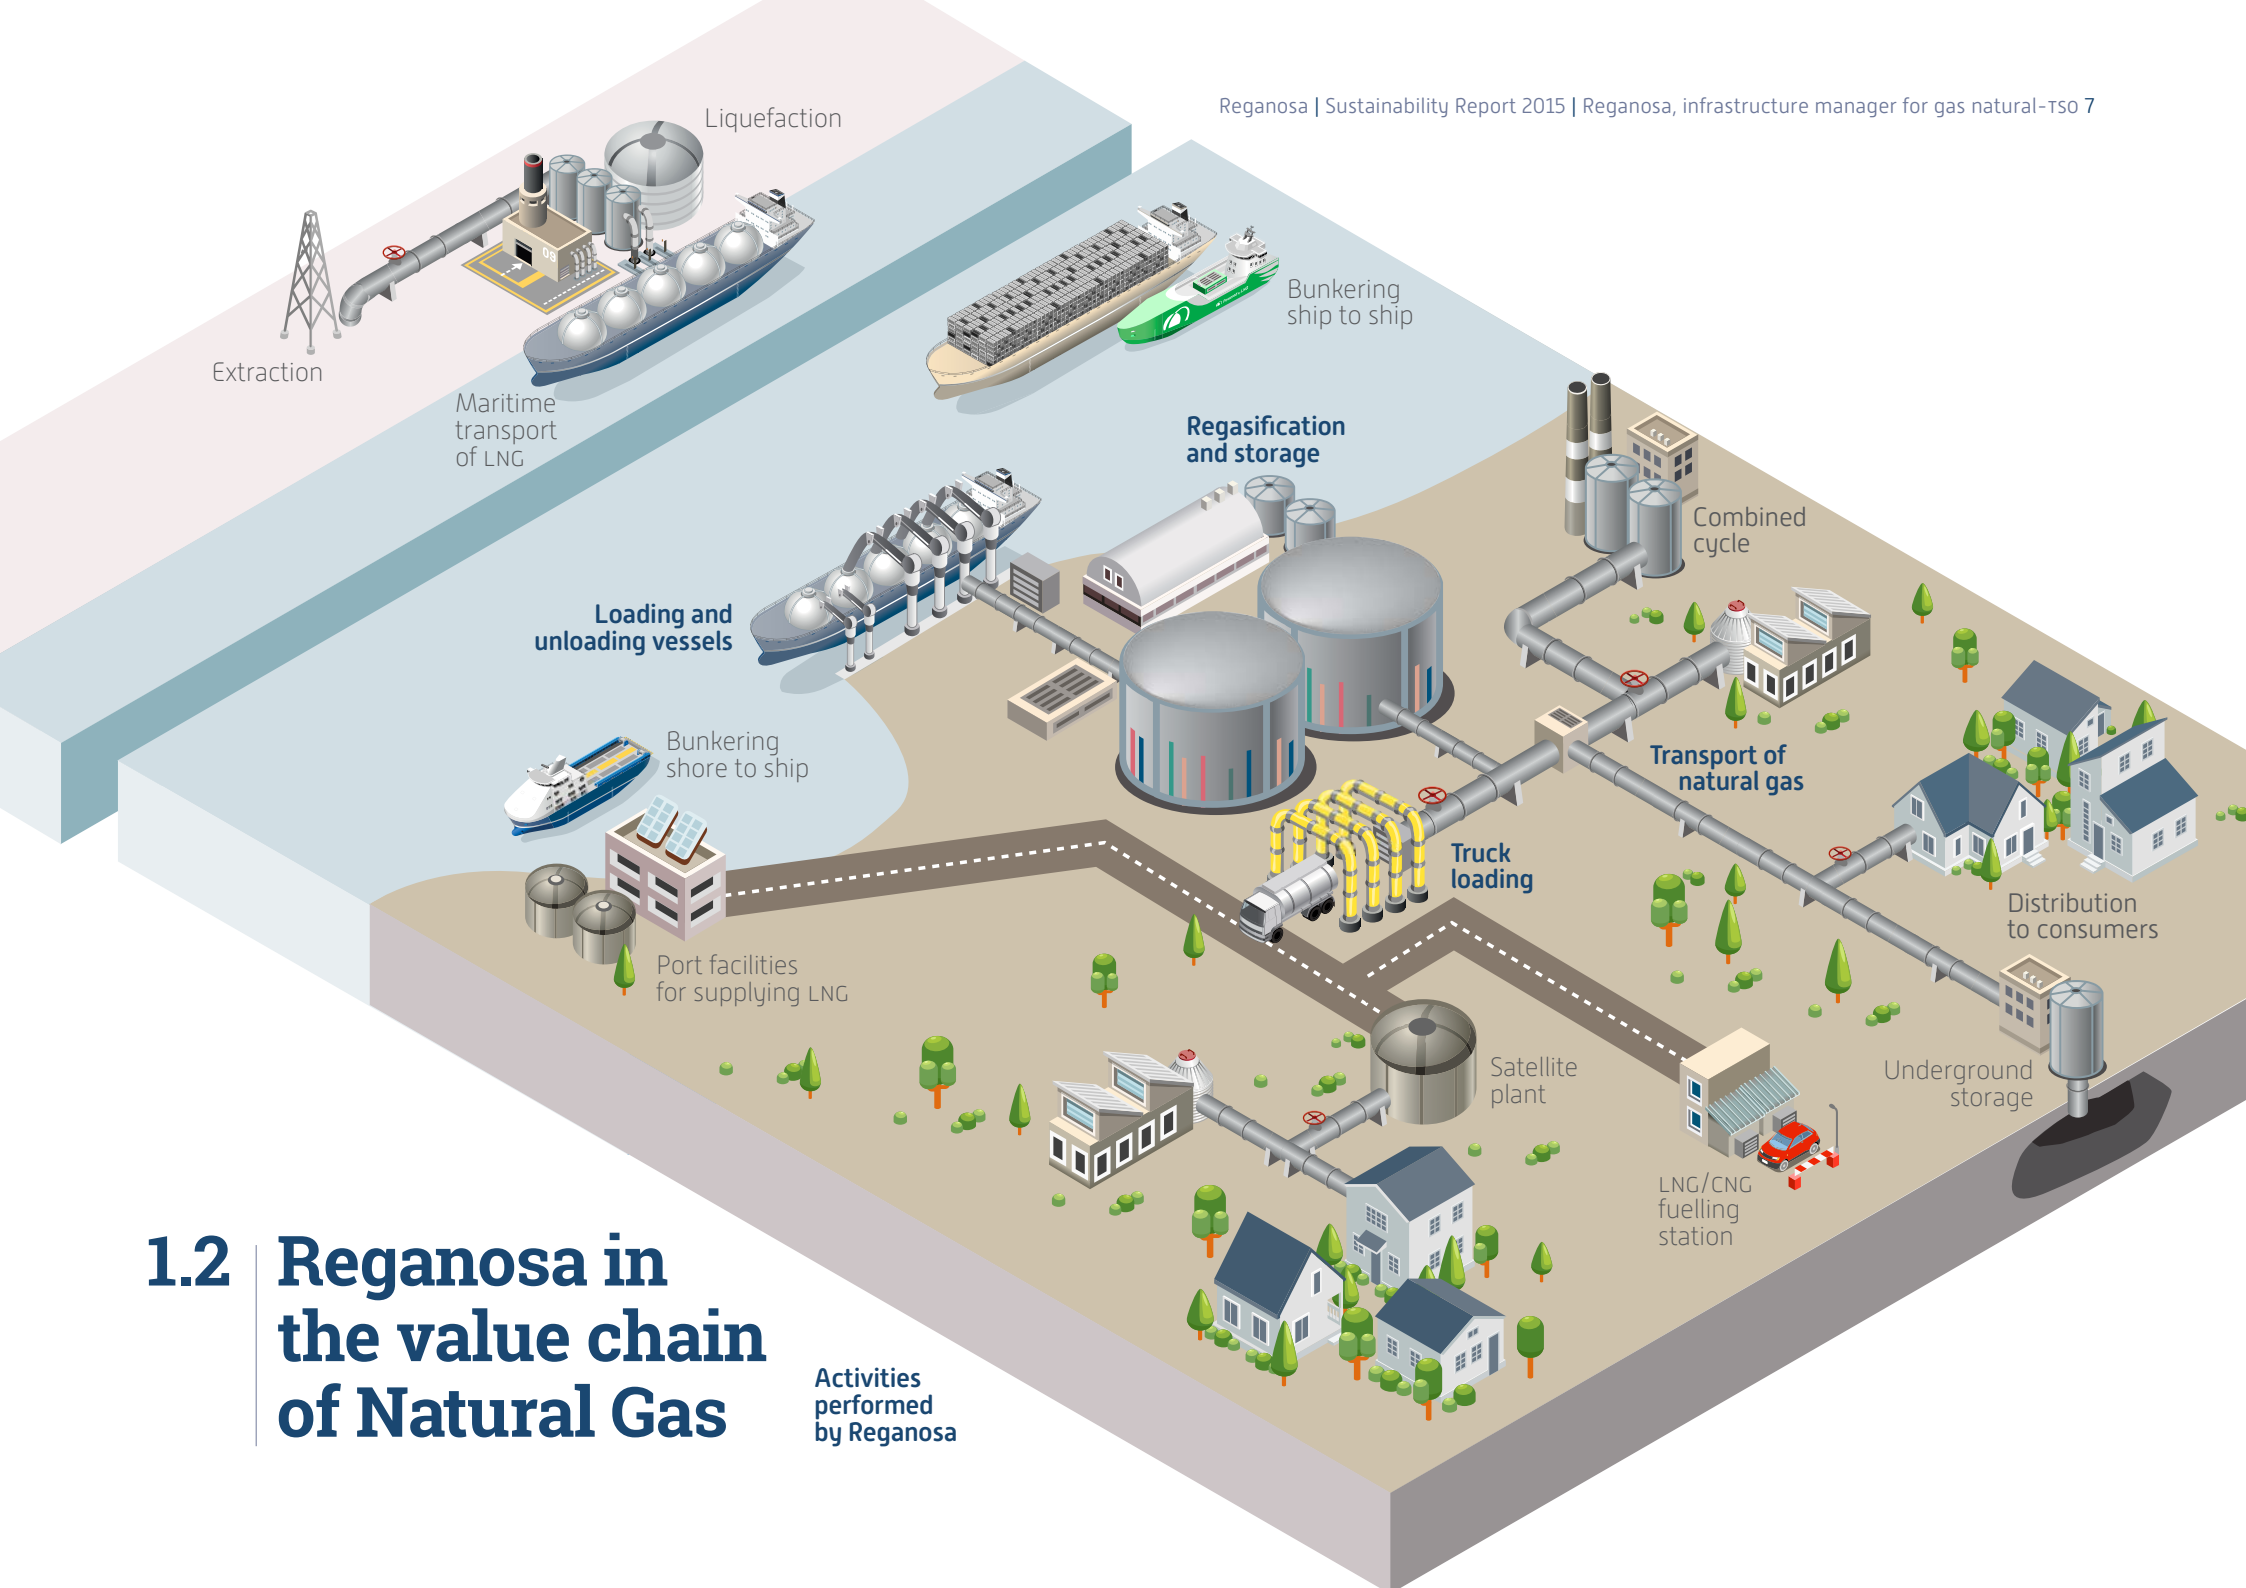 Reganosa | Sustainability Report 2015 | Reganosa, infrastructure manager for gas natural-TSO 7
Liquefaction
09
Extraction
Maritime
transport
of LNG
Bunkering
ship to ship
Regasification
and storage
Combined
cycle
Loading and
unloading vessels
Bunkering
shore to ship
Transport of
natural gas
Truck
loading
Distribution
to consumers
Port facilities
for supplying LNG
Satellite
plant
Underground
storage
LNG/CNG
fuelling
station
1.2
Reganosa in
the value chain
of Natural Gas
Activities
performed
by Reganosa